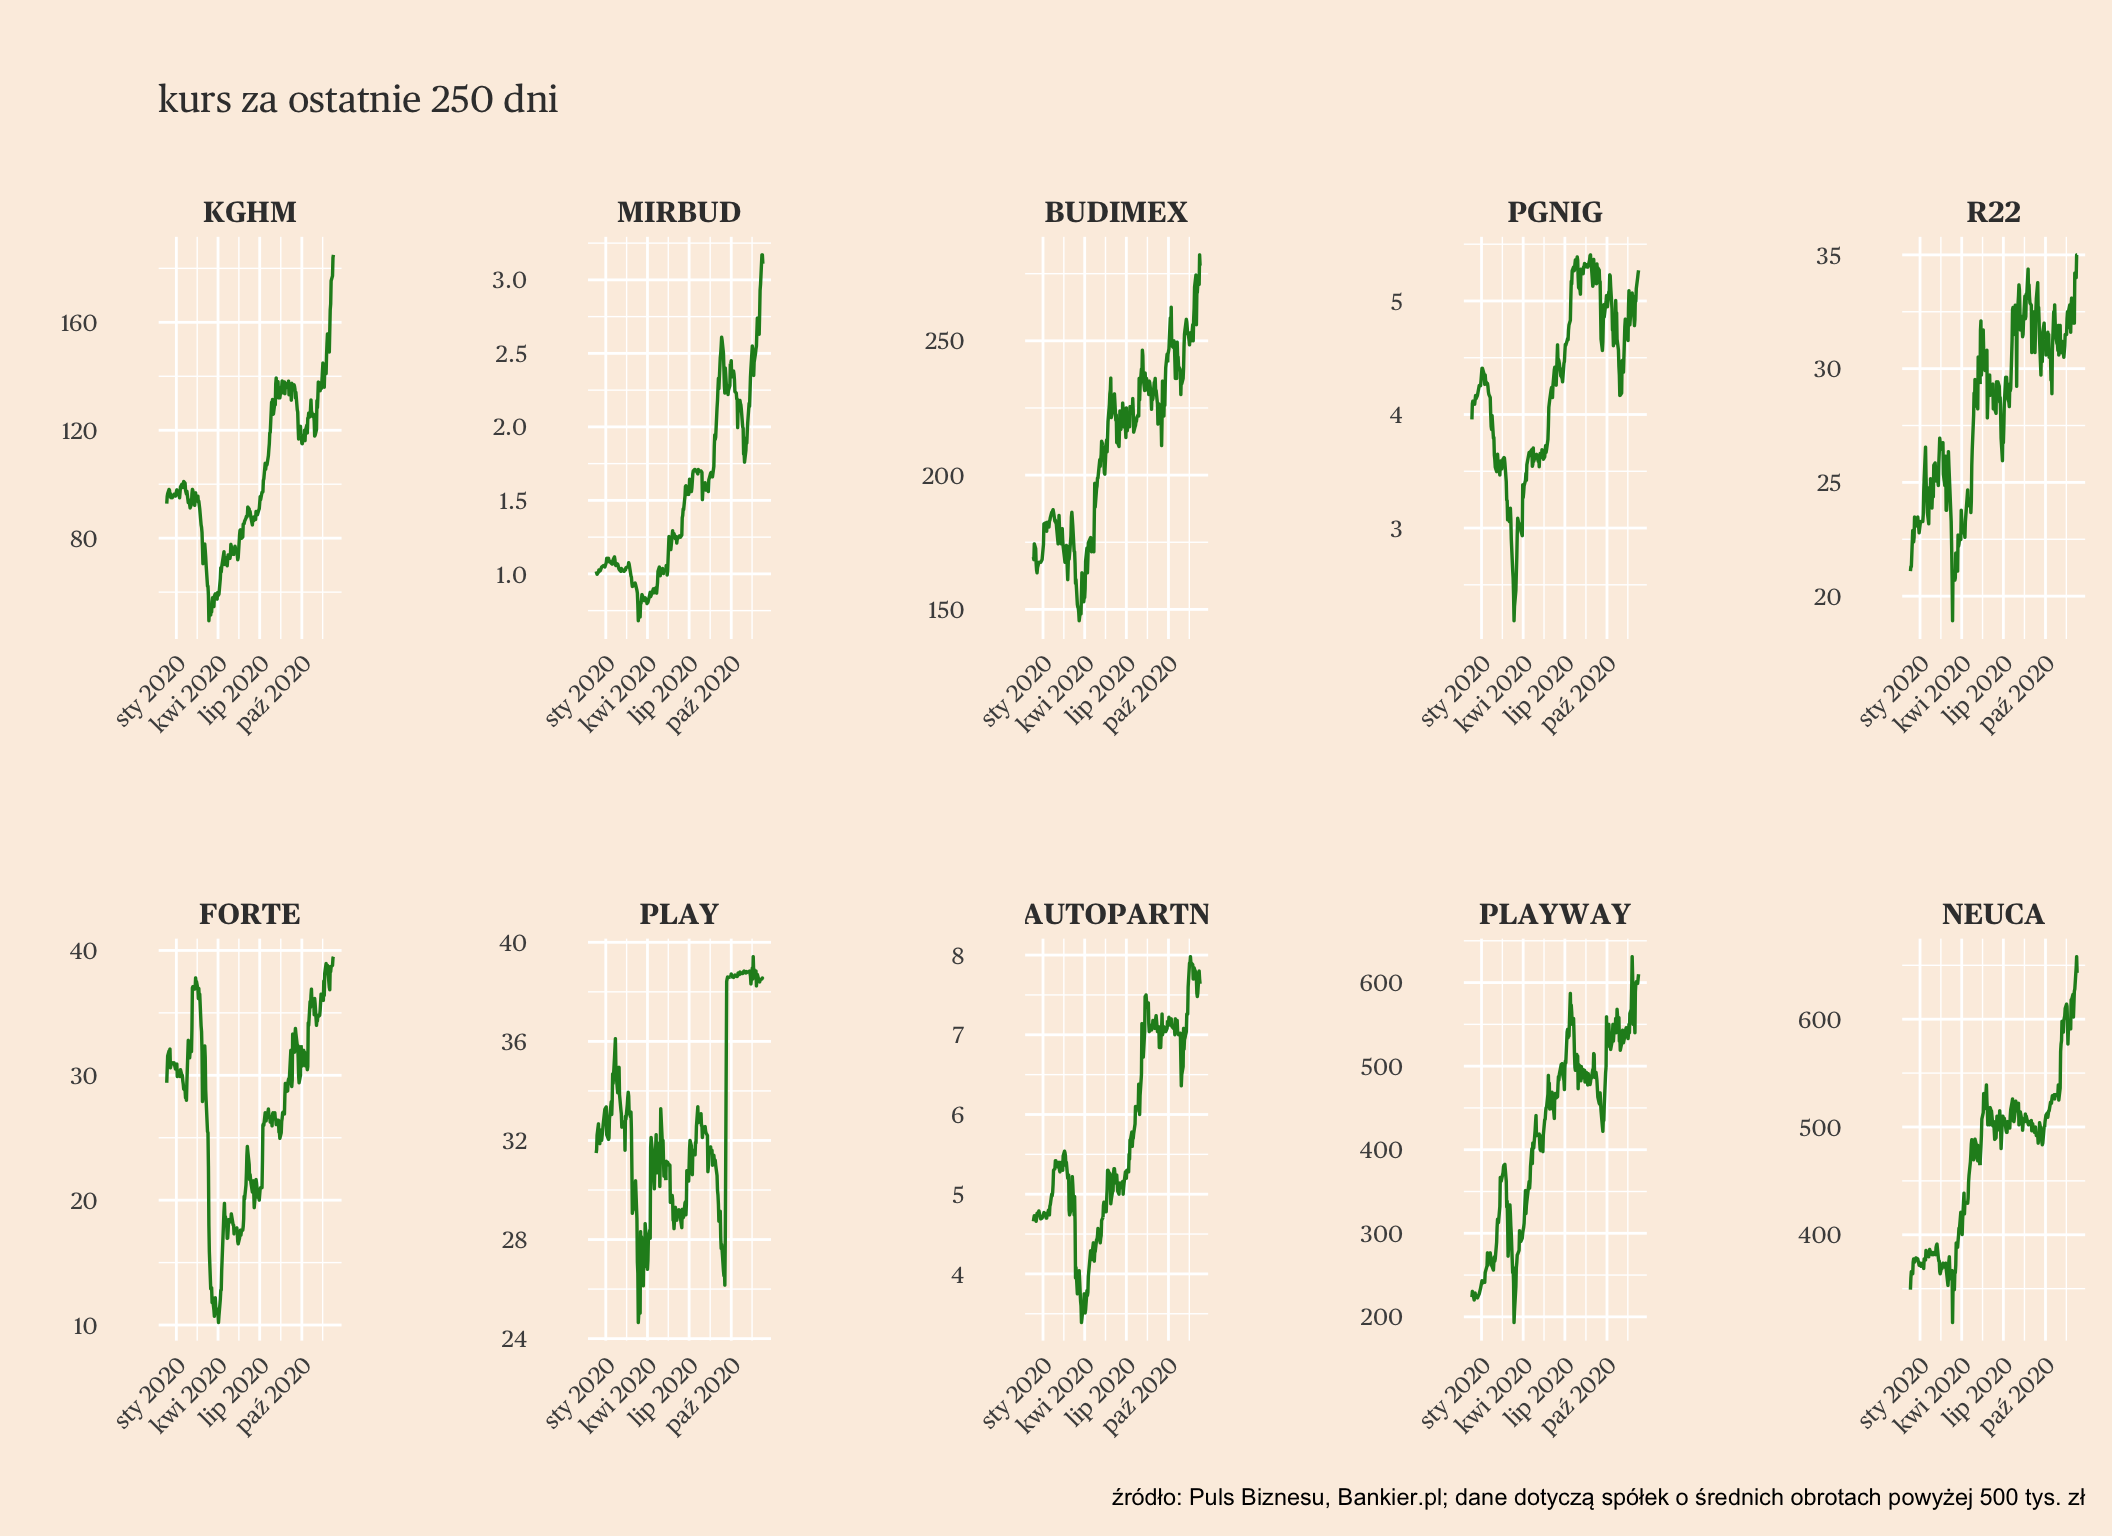 kurs za ostatnie 250 dni
KGHM
160
120
80
sty 2020
kwi 2020
lip 2020
paź 2020
MIRBUD
3.0
2.5
2.0
1.5
1.0
sty 2020
kwi 2020
lip 2020
paź 2020
BUDIMEX
250
200
150
sty 2020
kwi 2020
lip 2020
paź 2020
PGNIG
5
4
3
sty 2020
kwi 2020
lip 2020
paź 2020
R22
35
30
25
20
sty 2020
kwi 2020
lip 2020
paź 2020
FORTE
40
30
20
10
sty 2020
kwi 2020
lip 2020
paź 2020
PLAY
40
36
32
28
24
sty 2020
kwi 2020
lip 2020
paź 2020
AUTOPARTN
8
7
6
5
4
sty 2020
kwi 2020
lip 2020
paź 2020
PLAYWAY
600
500
400
300
200
sty 2020
kwi 2020
lip 2020
paź 2020
NEUCA
600
500
400
sty 2020
kwi 2020
lip 2020
paź 2020
źródło: Puls Biznesu, Bankier.pl; dane dotyczą spółek o średnich obrotach powyżej 500 tys. zł